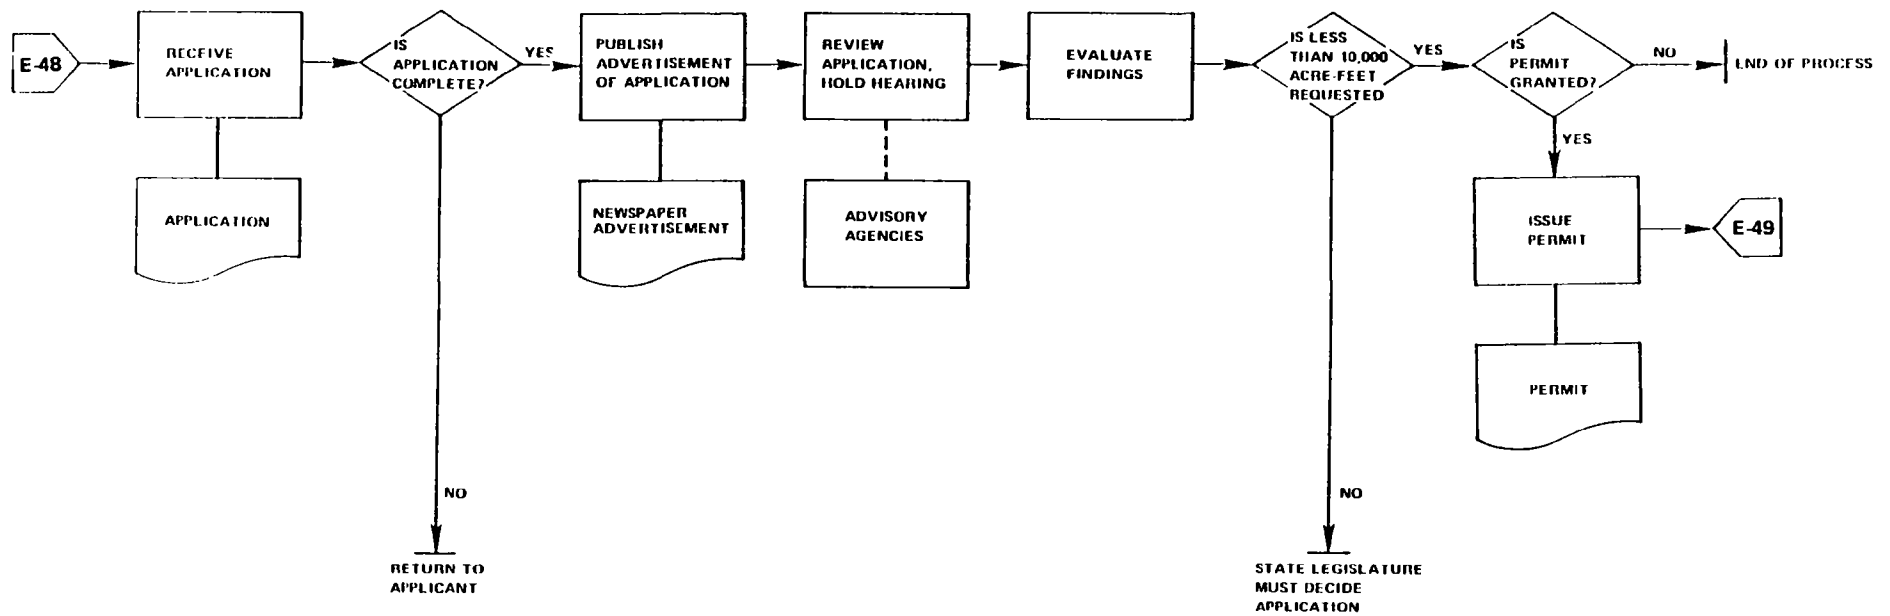 E-48
RECEIVE
APPLICATION
IS
APPLICATION
COMPLETE?
YES
PUBLISH
ADVERTISEMENT
OF APPLICATION
REVIEW
APPLICATION,
HOLD HEARING
EVALUATE
FINDINGS
IS LESS
THAN 10,000
ACRE-FEET
REQUESTED
YES
IS
PERMIT
GRANTED?
NO
END OF PROCESS
YES
APPLICATION
NEWSPAPER
ADVERTISEMENT
ADVISORY
AGENCIES
ISSUE
PERMIT
E-49
PERMIT
NO
RETURN TO
APPLICANT
NO
STATE LEGISLATURE
MUST DECIDE
APPLICATION